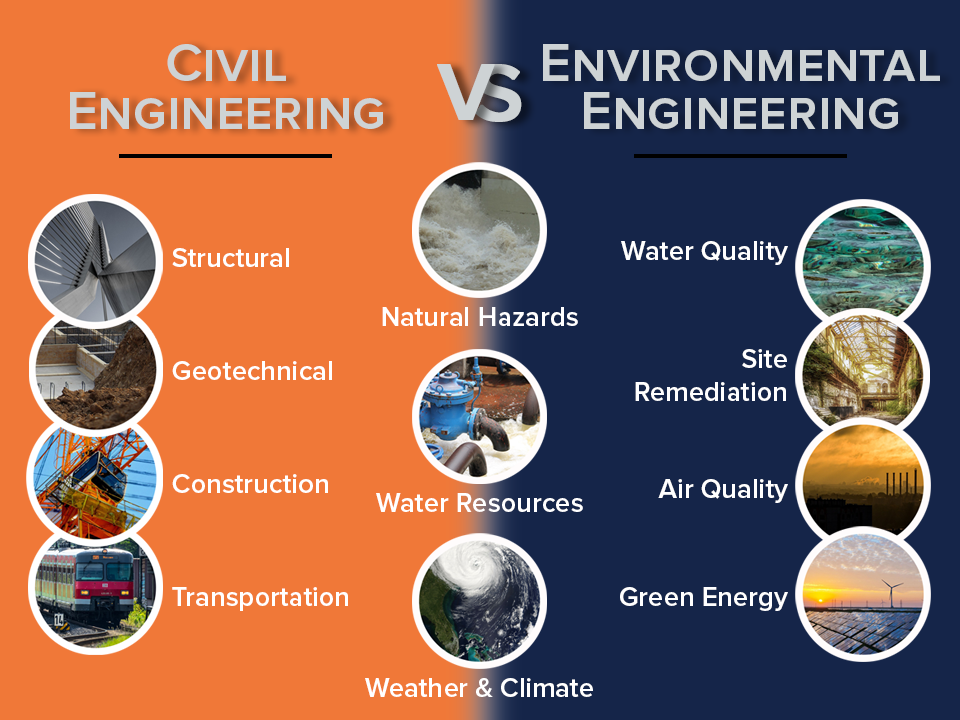 CIVIL
ENGINEERING
VS
ENVIRONMENTAL
ENGINEERING
Structural
Geotechnical
Construction
Transportation
Natural Hazards
Water Resources
Weather & Climate
Water Quality
Site
Remediation
Air Quality
Green Energy